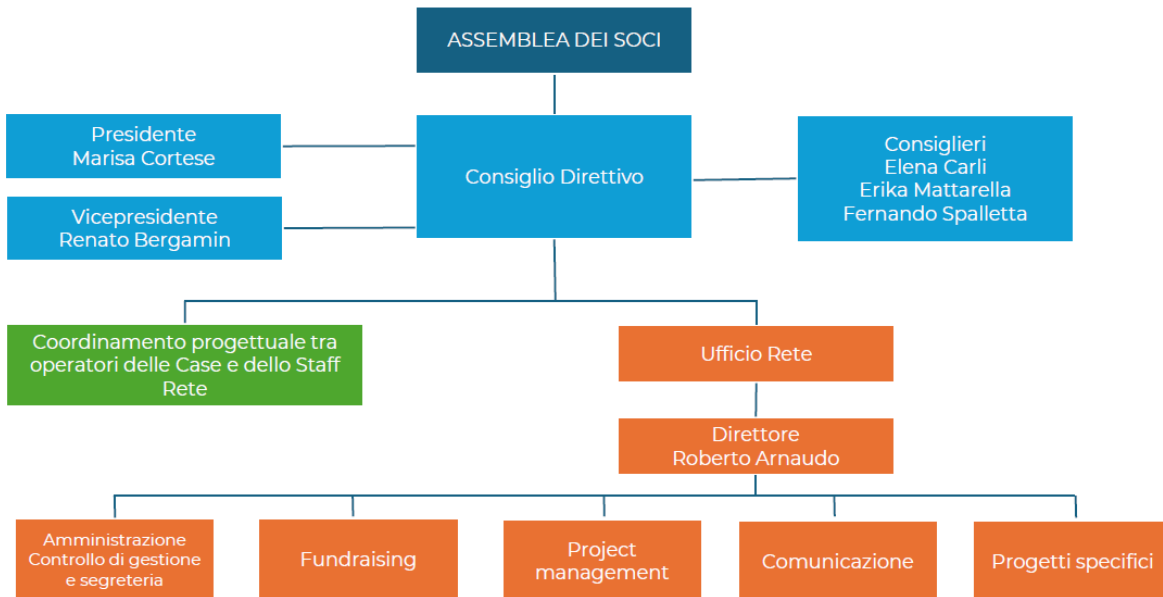 ASSEMBLEA DEI SOCI
Presidente
Marisa Cortese
Consiglio Direttivo
Consiglieri
Elena Carli
Erika Mattarella
Fernando Spalletta
Vicepresidente
Renato Bergamin
Coordinamento progettuale tra
operatori delle Case e dello Staff
Rete
Ufficio Rete
Direttore
Roberto Arnaudo
Amministrazione
Controllo di gestione
e segreteria
Fundraising
Project
management
Comunicazione
Progetti specifici